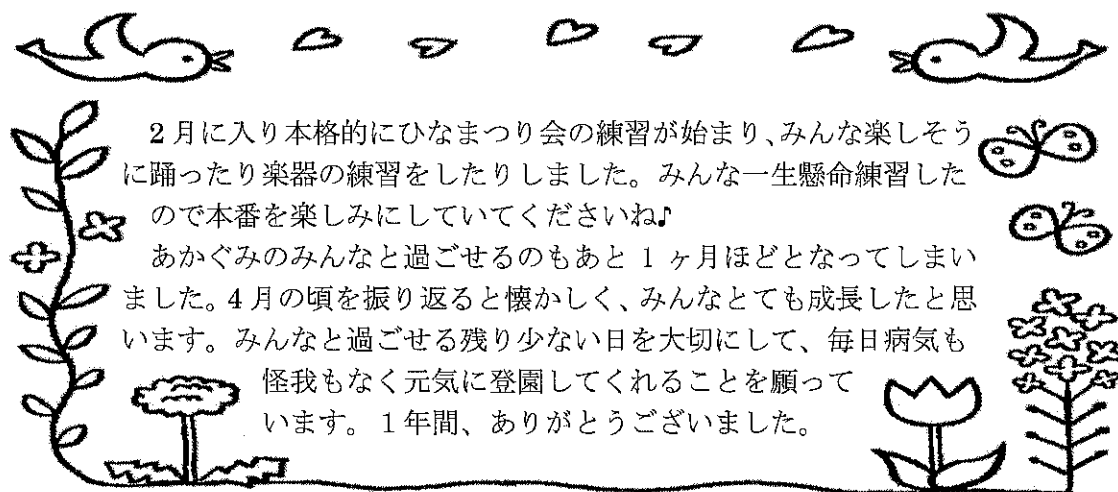 2月に入り本格的にひなまつり会の練習が始まり、みんな楽しそう
に踊ったり楽器の練習をしたりしました。みんな一生懸命練習した
ので本番を楽しみにしていてくださいね♪
あかぐみのみんなと過ごせるのもあと 1 ヶ月ほどとなってしまい
ました。4月の頃を振り返ると懐かしく、みんなとても成長したと思
います。みんなと過ごせる残り少ない日を大切にして、毎日病気も
怪我もなく元気に登園してくれることを願って
います。1年間、ありがとうございました。